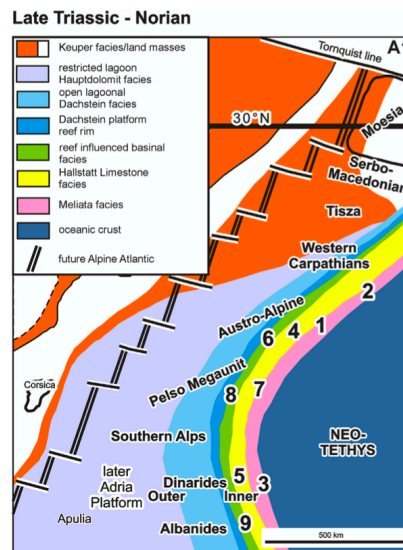 Late Triassic - Norian
Keuper facies/land masses
restricted lagoon
Hauptdolomit facies
open lagoonal
Dachstein facies
Dachstein platform
reef rim
reef influenced basinal
facies
Hallstatt Limestone
facies
Meliata facies
oceanic crust
future Alpine Atlantic
Tornquist line
A1
30°N
Moesia
Serbo-
Macedonian
Tisza
Western
Carpathians
2
Austro-Alpine
6 4 1
Pelso Megaunit
8 7
Corsica
Southern Alps
NEO-
TETHYS
later
Adria
Platform
Dinarides
Outer Inner
5 3
Apulia
Albanides
9
500 km